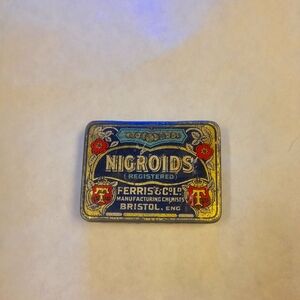 NIGROIDS
(REGISTERED)
FERRIS & Co. LD.
MANUFACTURING CHEMISTS
BRISTOL. ENG